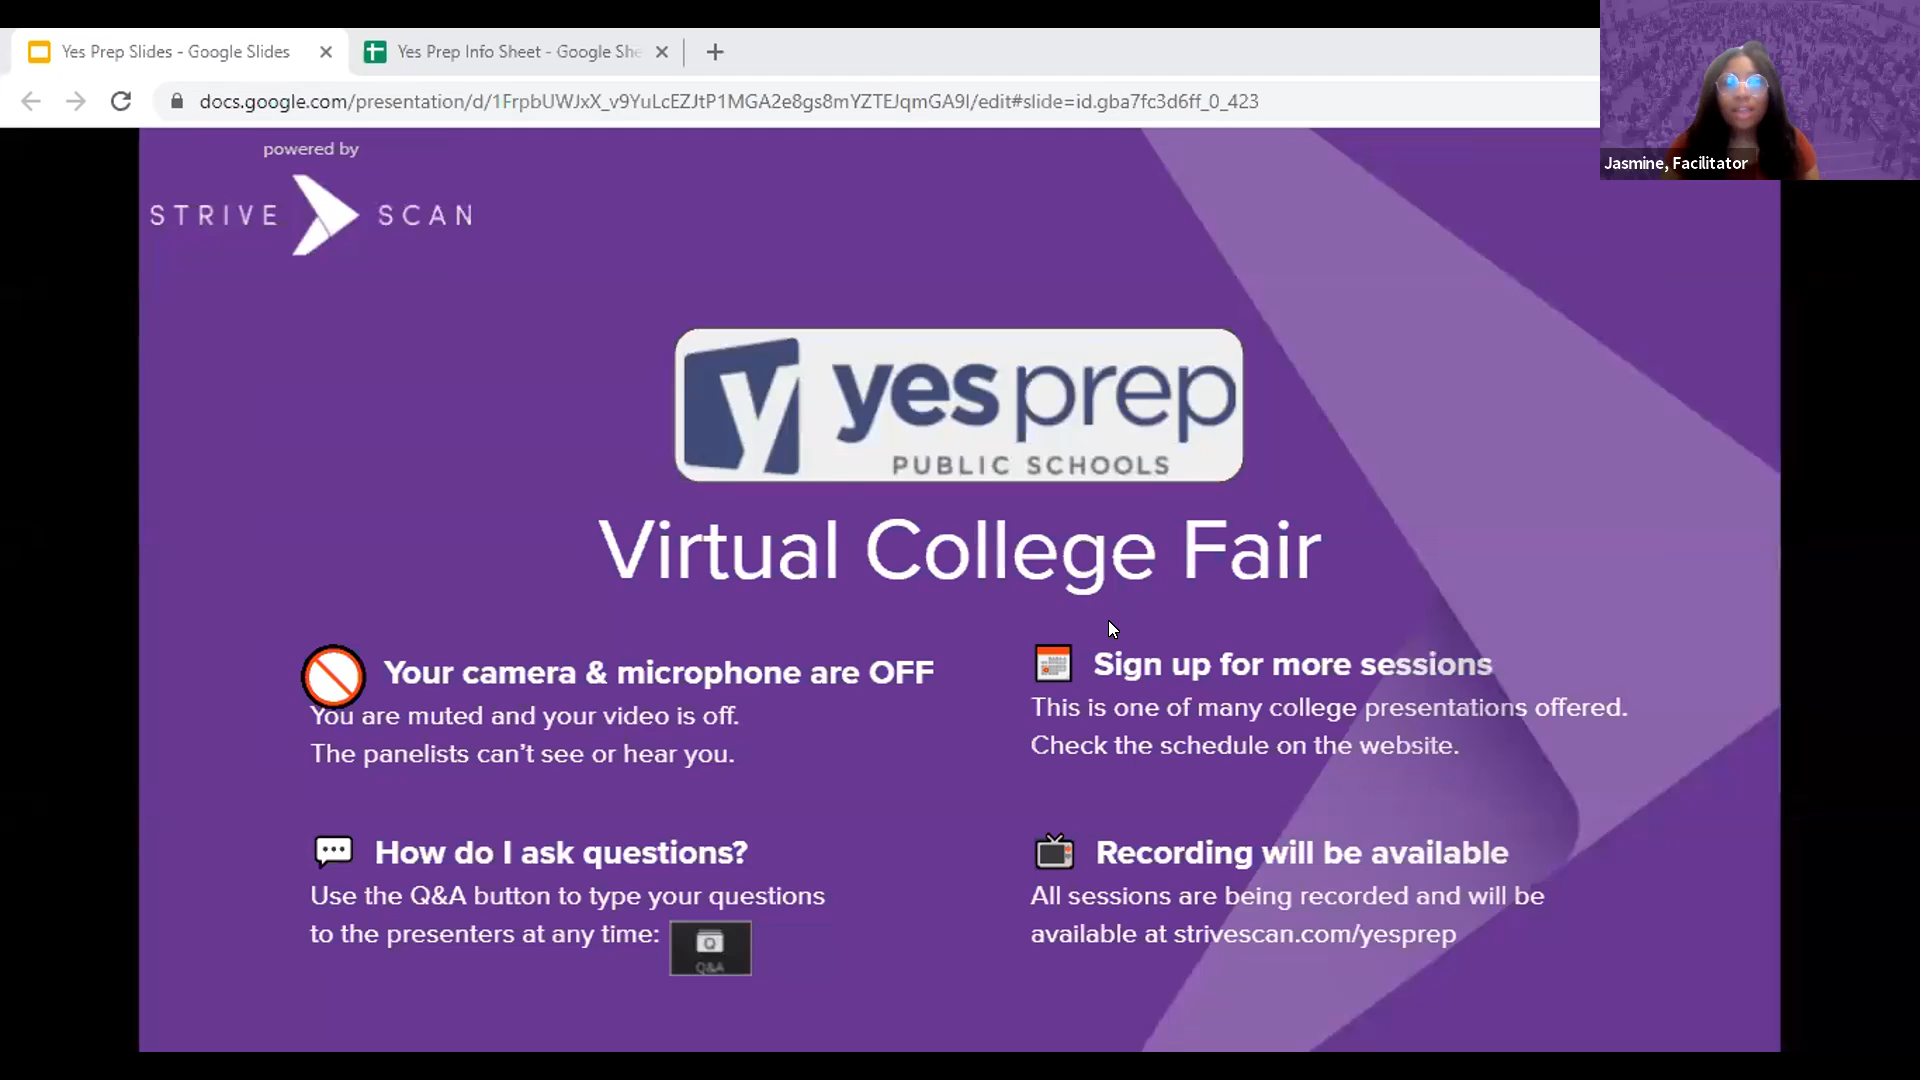 Yes Prep Slides - Google Slides
Yes Prep Info Sheet - Google She
docs.google.com/presentation/d/1FrpbUWJxX_v9YuLcEZJtP1MGA2e8gs8mYZTEJqmGA9I/edit#slide=id.gba7fc3d6ff_0_423
Jasmine, Facilitator
powered by
STRIVE SCAN
yes prep
PUBLIC SCHOOLS
Virtual College Fair
Your camera & microphone are OFF
You are muted and your video is off.
The panelists can't see or hear you.
Sign up for more sessions
This is one of many college presentations offered.
Check the schedule on the website.
How do I ask questions?
Use the Q&A button to type your questions
to the presenters at any time:
Q&A
Recording will be available
All sessions are being recorded and will be
available at strivescan.com/yesprep